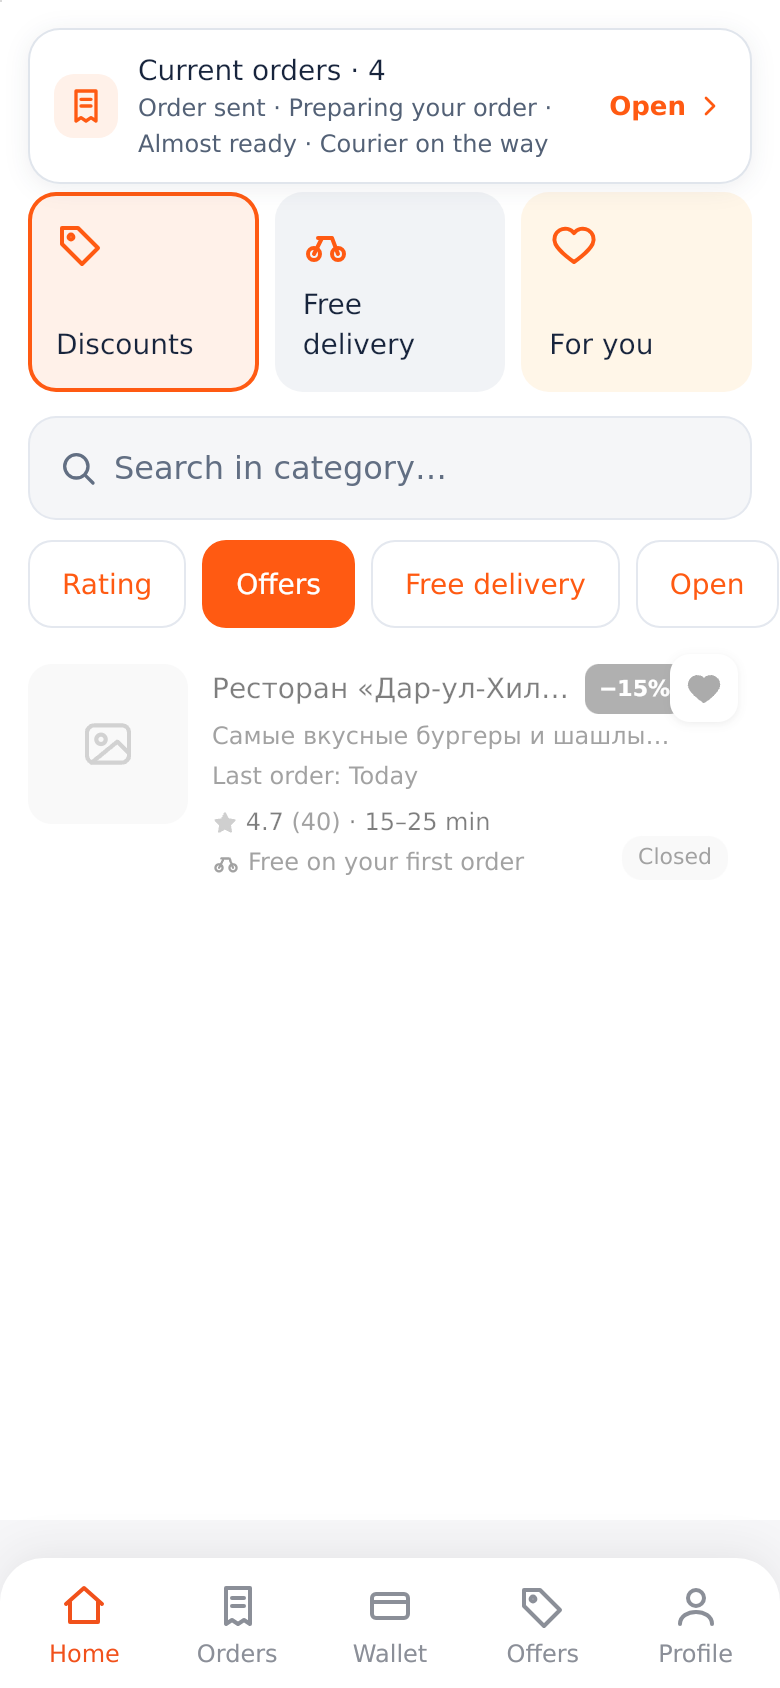 Current orders · 4
Order sent · Preparing your order ·
Almost ready · Courier on the way
Open
Discounts
Free
delivery
For you
Search in category...
Rating
Offers
Free delivery
Open
Ресторан «Дар-ул-Хил...
−15%
Самые вкусные бургеры и шашлы...
Last order: Today
4.7 (40) · 15–25 min
Free on your first order
Closed
Home
Orders
Wallet
Offers
Profile